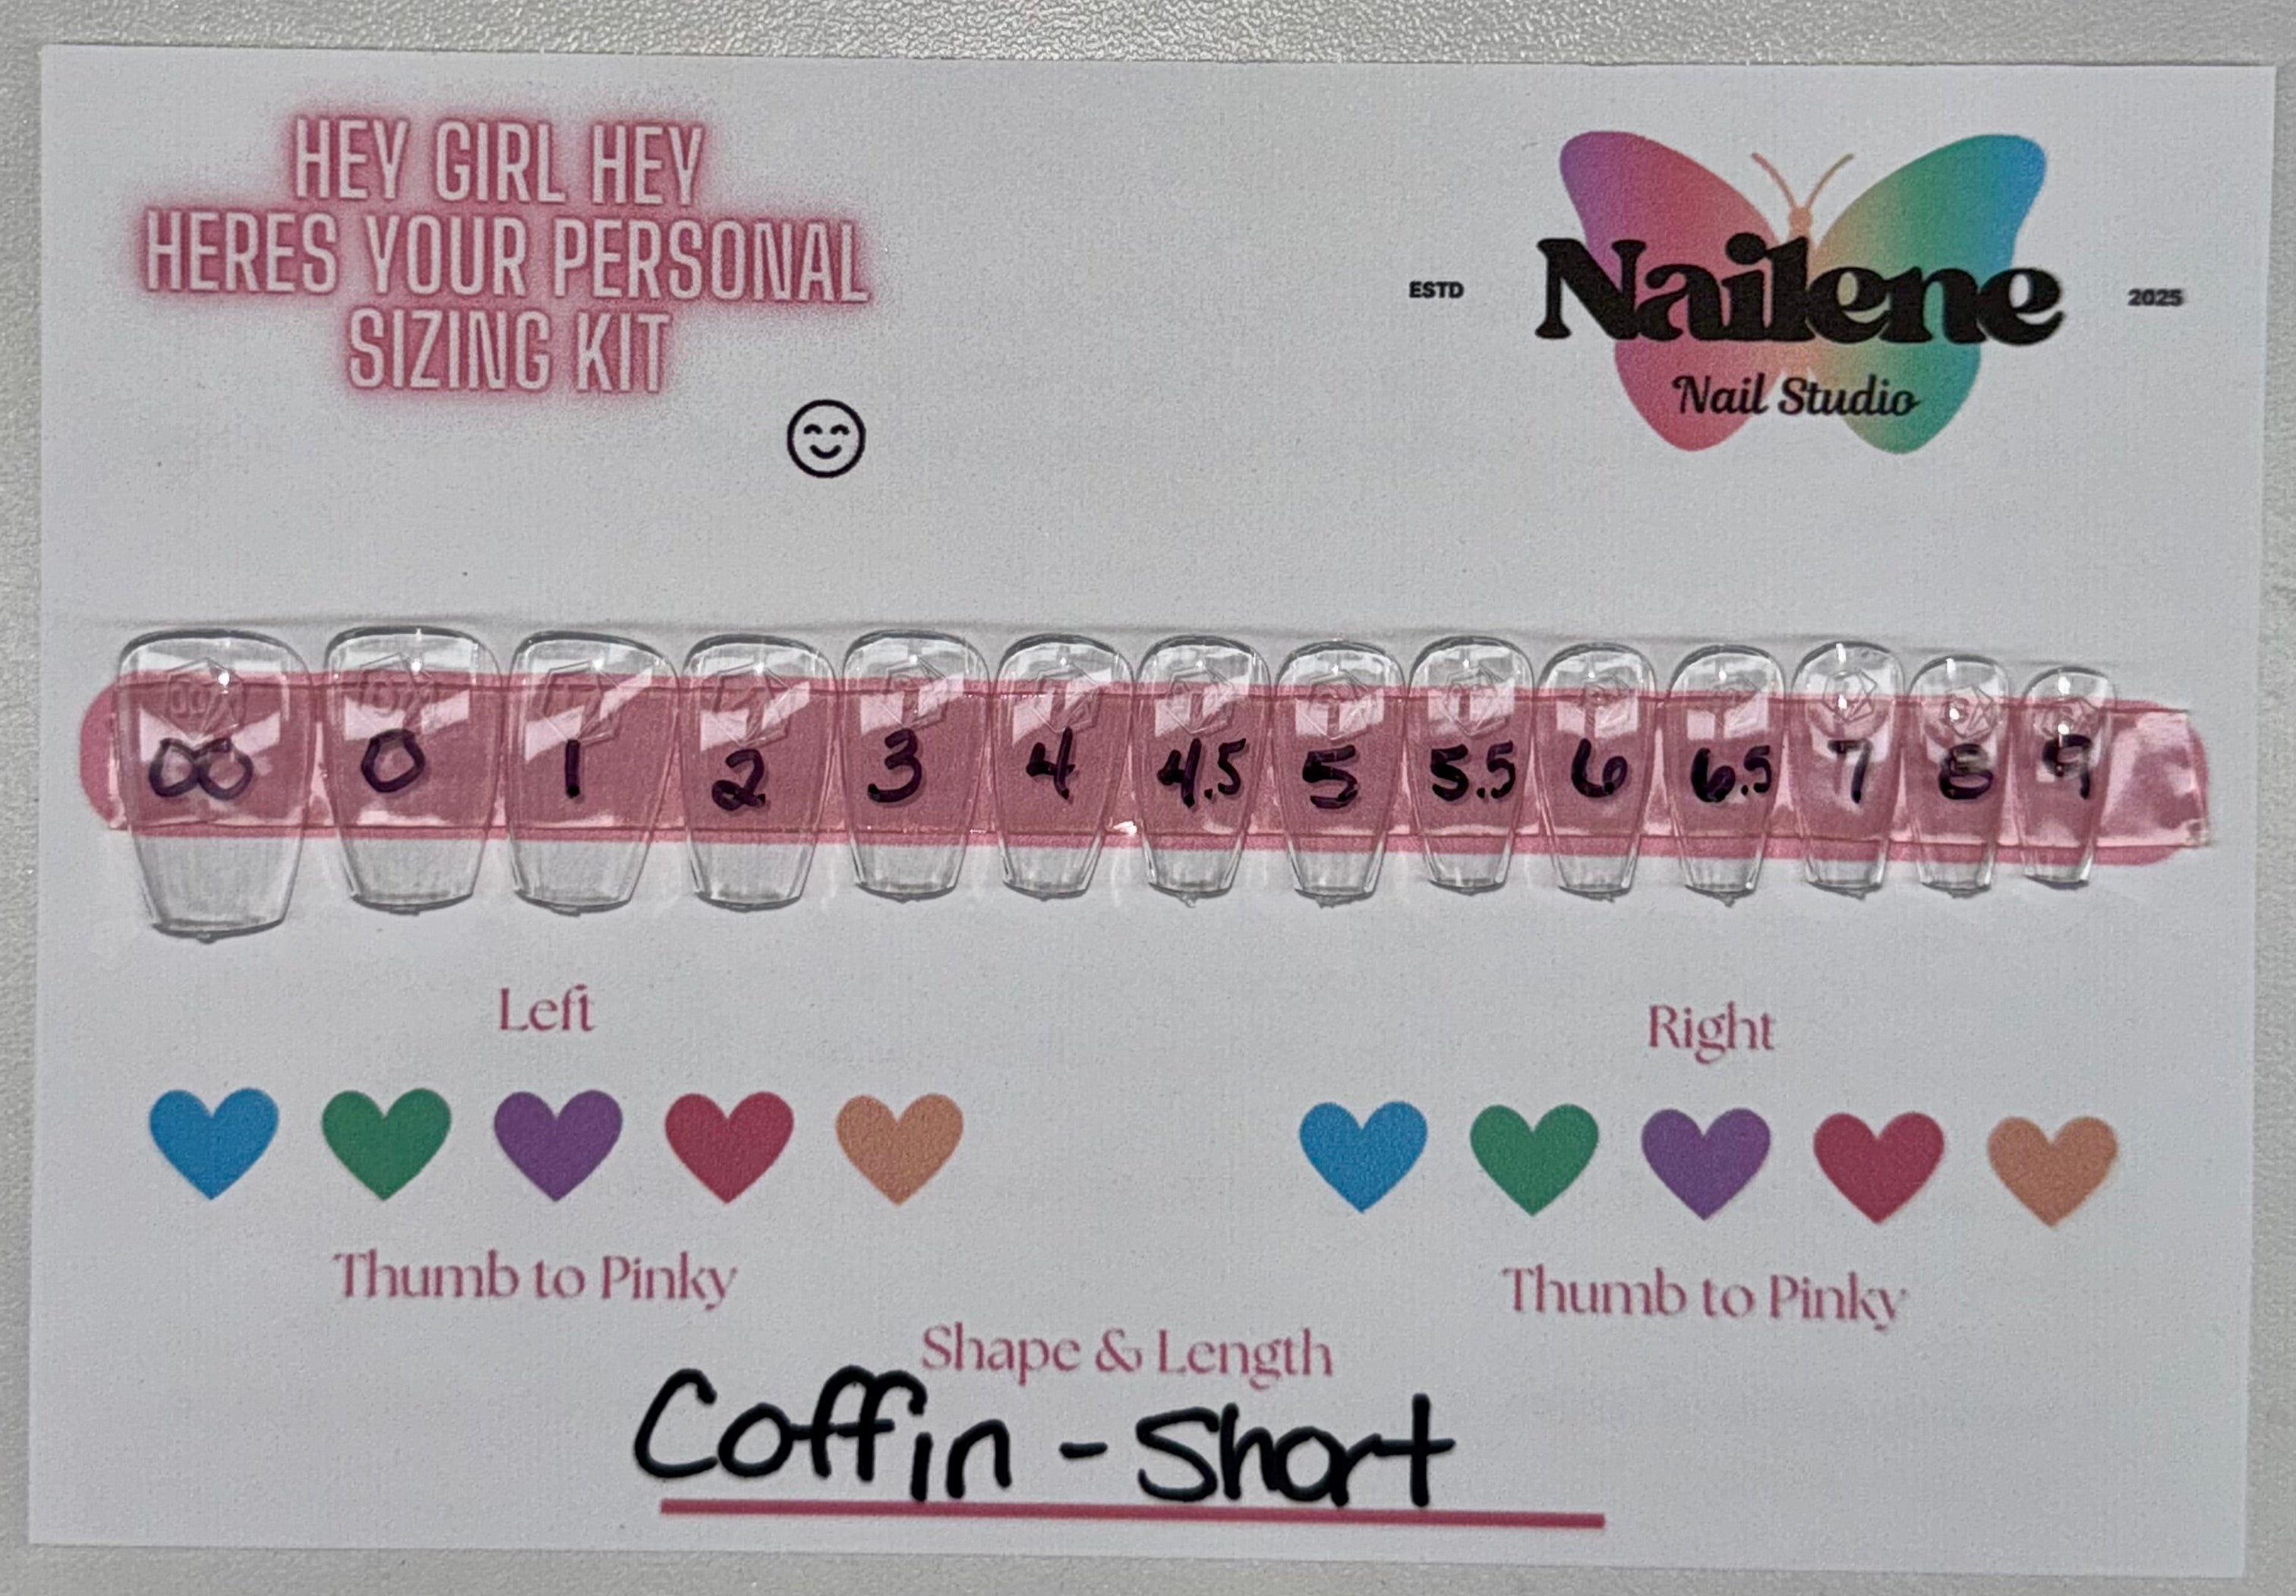 HEY GIRL HEY
HERES YOUR PERSONAL
SIZING KIT
ESTD Nailene 2025
Nail Studio
00 0 1 2 3 4 4.5 5 5.5 6 6.5 7 8 9
Left Right
Thumb to Pinky Thumb to Pinky
Shape & Length
Coffin - Short